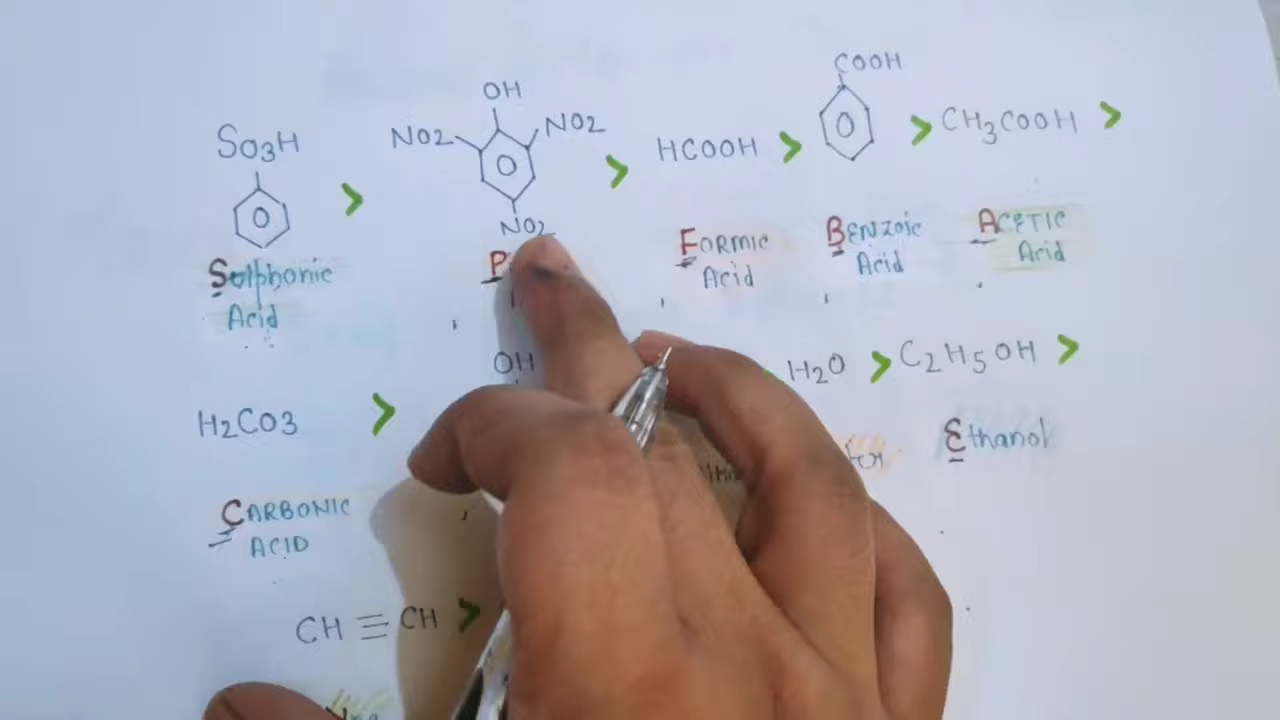 SO3H > NO2 OH NO2 NO2 > HCOOH > COOH > CH3COOH >
Sulphonic Acid
P
Formic Acid
Benzoic Acid
Acetic Acid
H2CO3 > OH H2O > C2H5OH >
Carbonic Acid
Ethanol
CH≡CH >